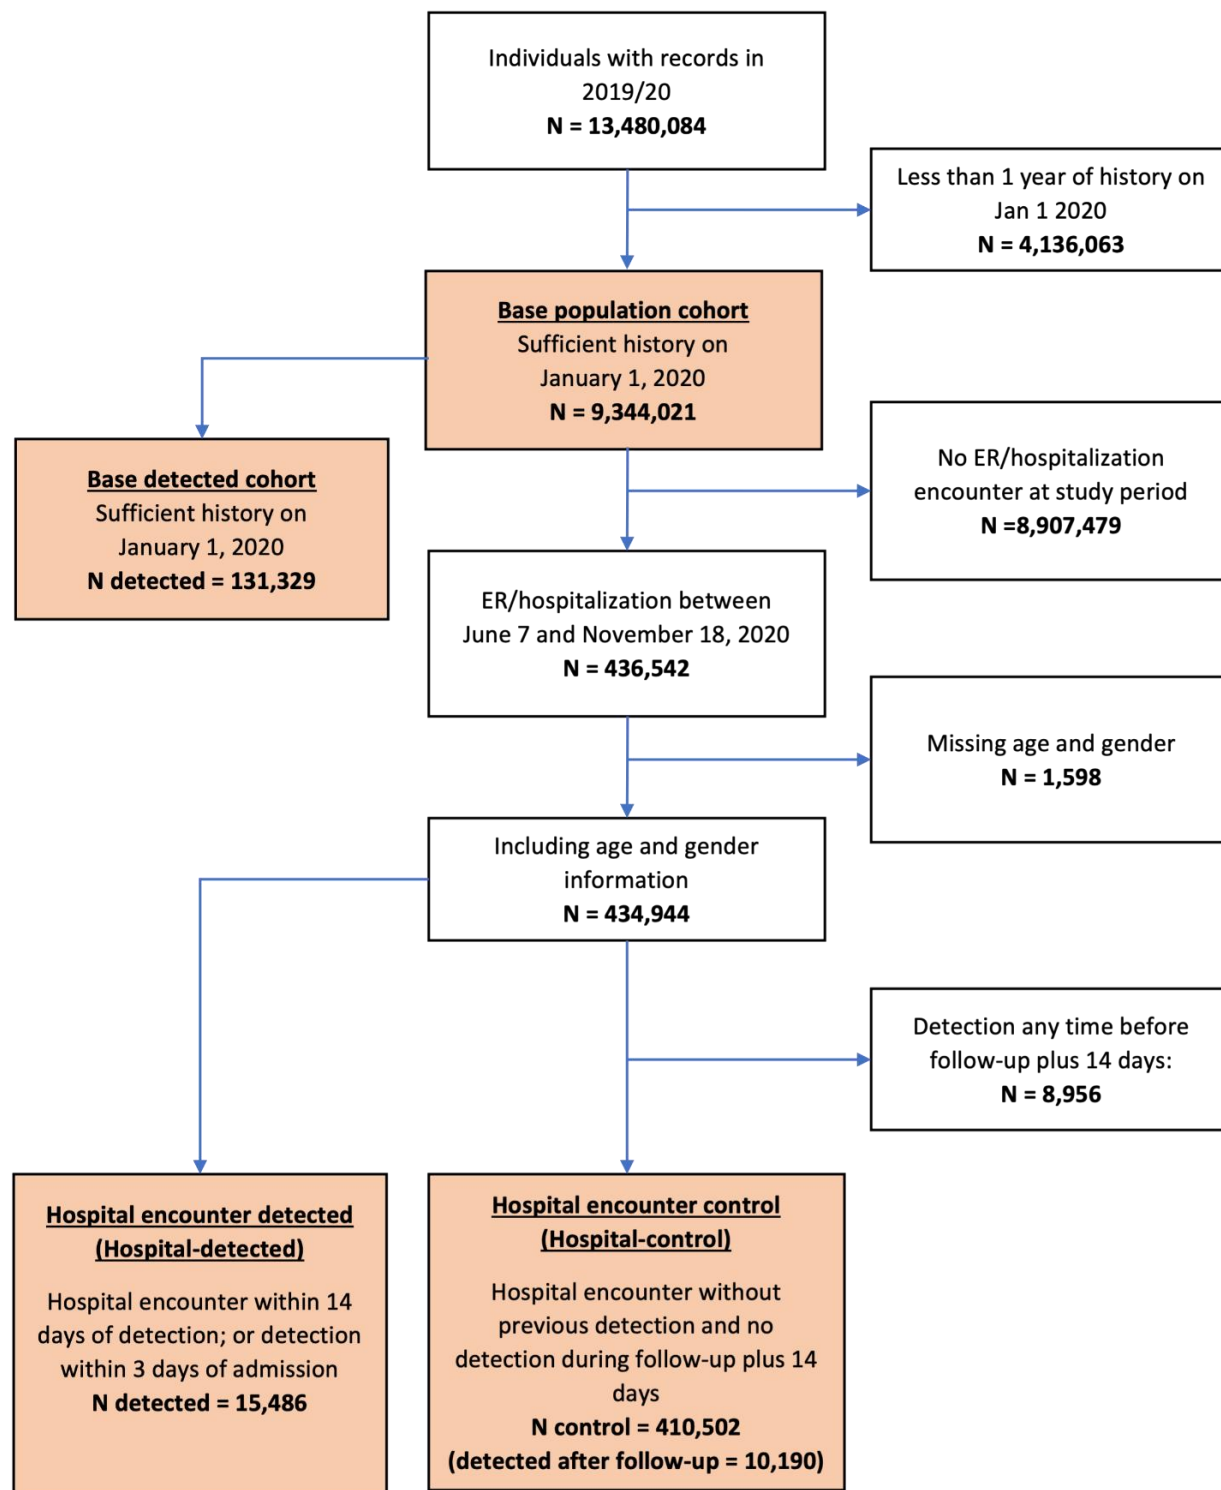 Individuals with records in
2019/20
N = 13,480,084
Less than 1 year of history on
Jan 1 2020
N = 4,136,063
Base population cohort
Sufficient history on
January 1, 2020
N = 9,344,021
Base detected cohort
Sufficient history on
January 1, 2020
N detected = 131,329
No ER/hospitalization
encounter at study period
N =8,907,479
ER/hospitalization between
June 7 and November 18, 2020
N = 436,542
Missing age and gender
N = 1,598
Including age and gender
information
N = 434,944
Detection any time before
follow-up plus 14 days:
N = 8,956
Hospital encounter detected
(Hospital-detected)
Hospital encounter within 14
days of detection; or detection
within 3 days of admission
N detected = 15,486
Hospital encounter control
(Hospital-control)
Hospital encounter without
previous detection and no
detection during follow-up plus 14
days
N control = 410,502
(detected after follow-up = 10,190)